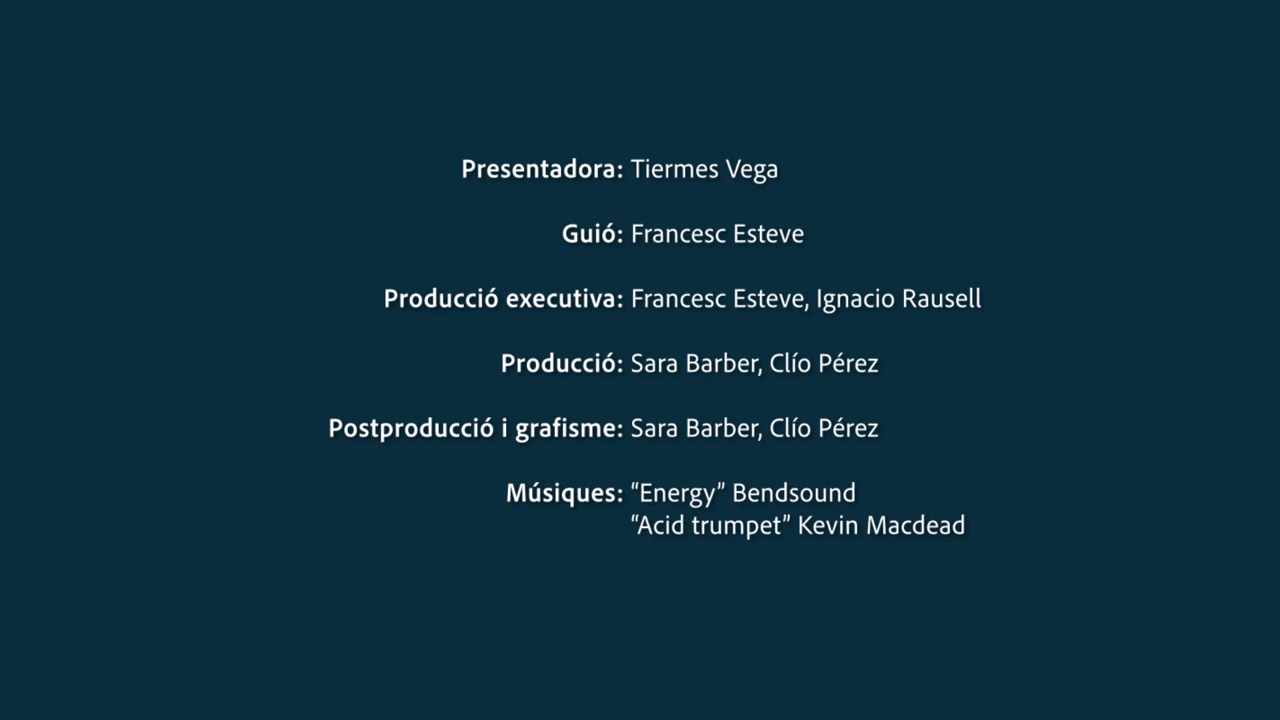 Presentadora: Tiermes Vega
Guió: Francesc Esteve
Producció executiva: Francesc Esteve, Ignacio Rausell
Producció: Sara Barber, Clío Pérez
Postproducció i grafisme: Sara Barber, Clío Pérez
Músiques: “Energy” Bendsound
“Acid trumpet” Kevin Macdead